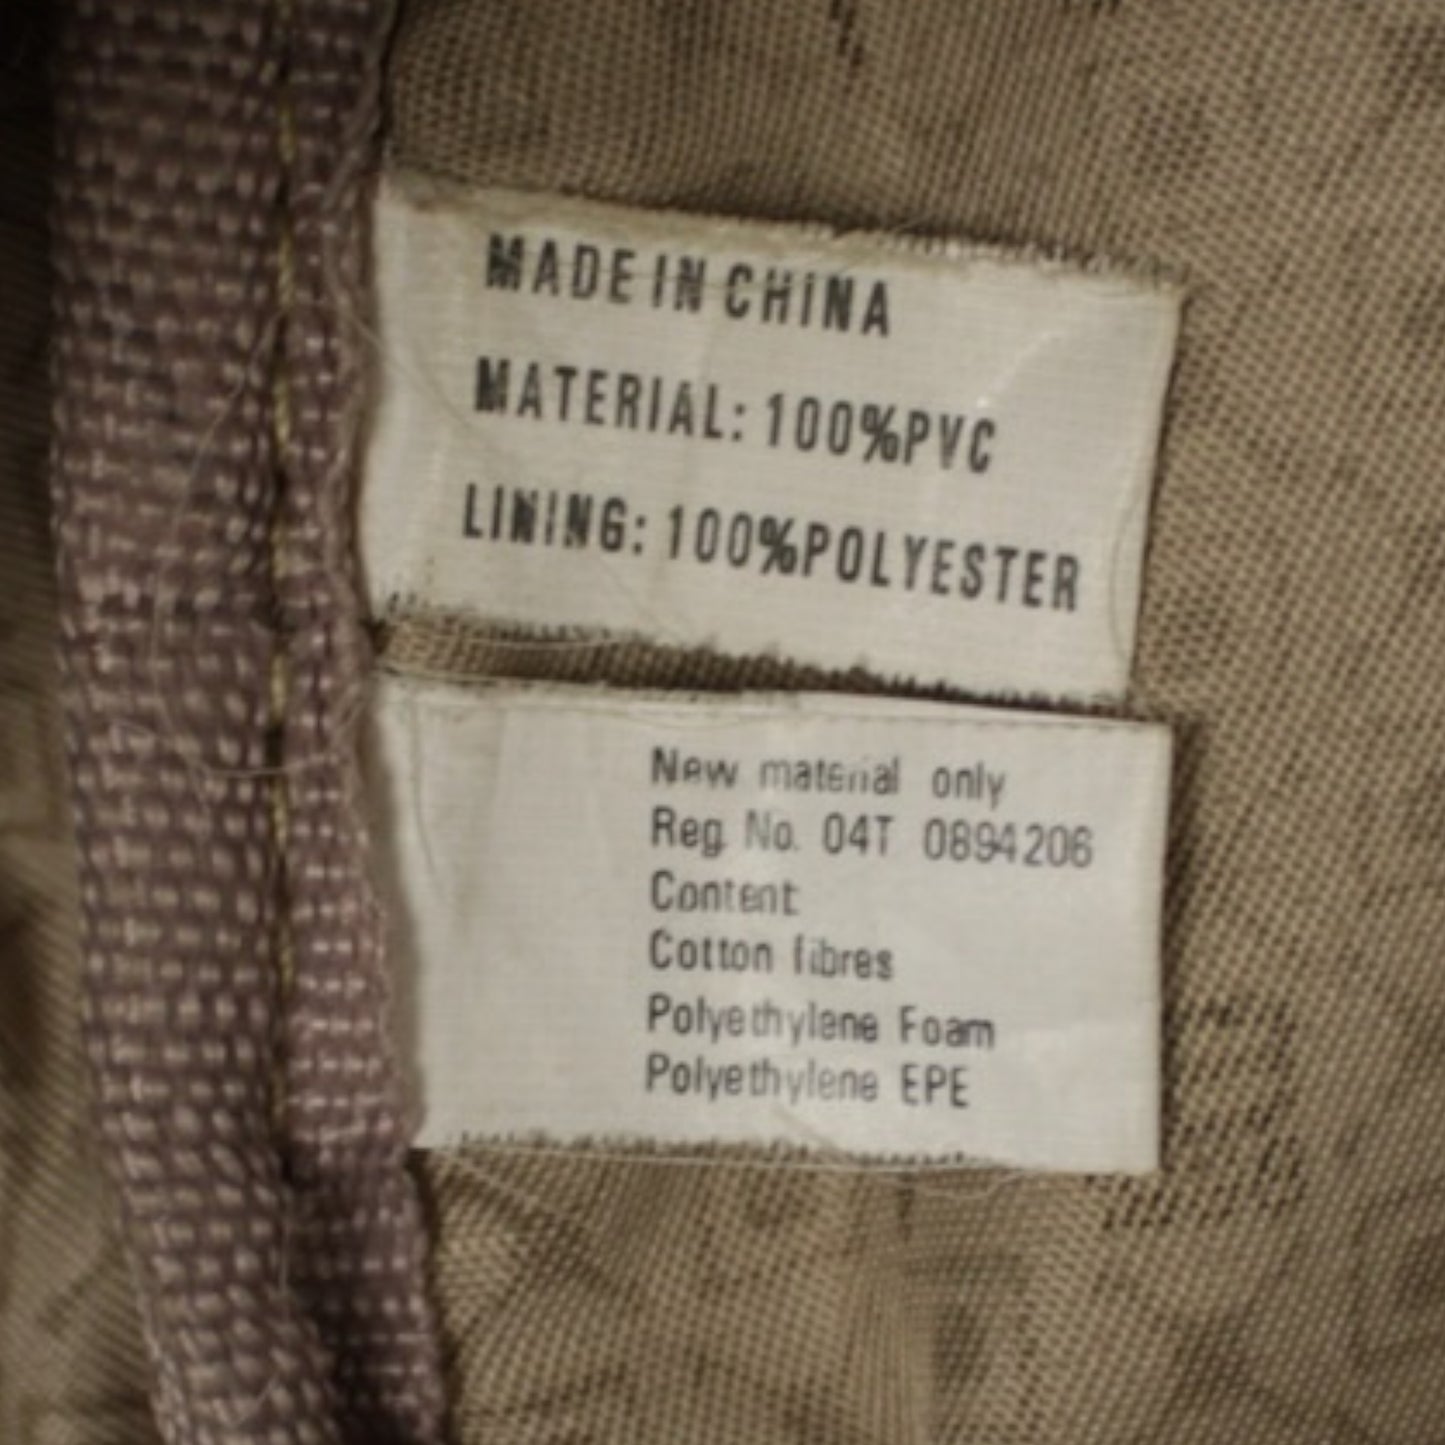 MADE IN CHINA
MATERIAL: 100%PVC
LINING: 100%POLYESTER
New material only
Reg. No. 04T 0894206
Content:
Cotton fibres
Polyethylene Foam
Polyethylene EPE